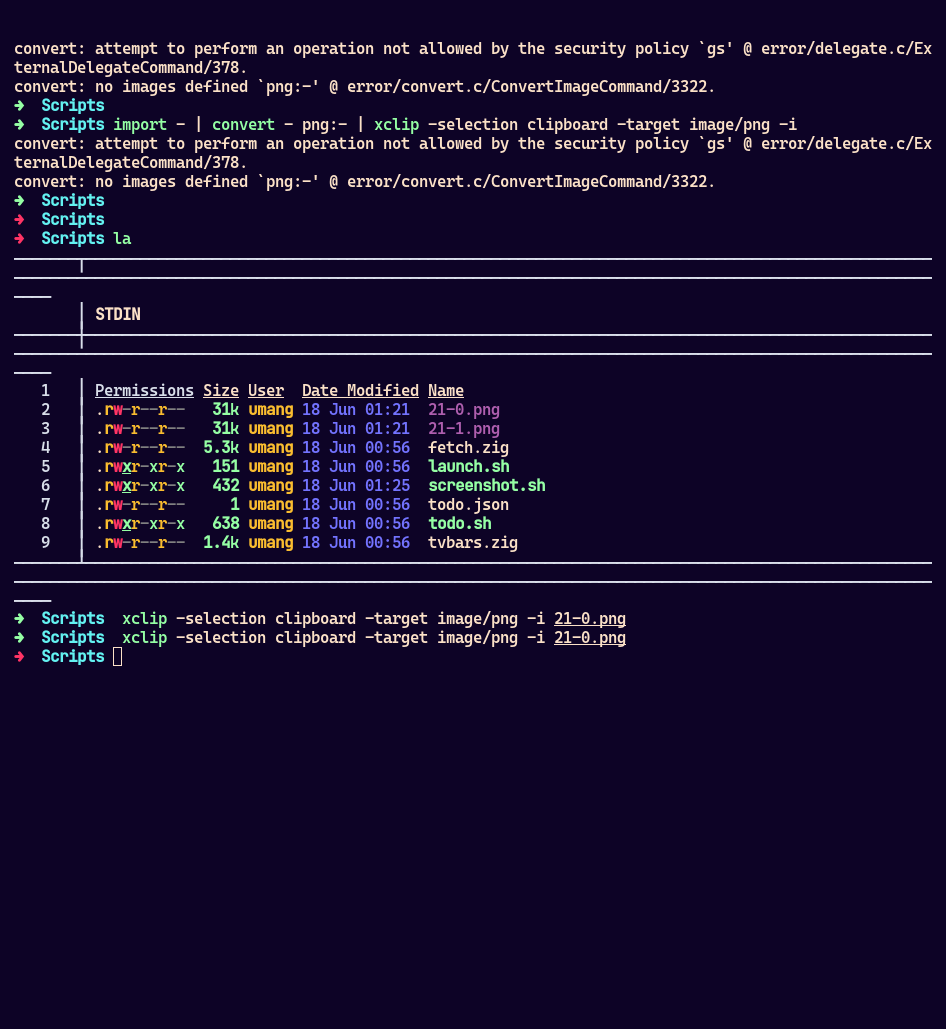 convert: attempt to perform an operation not allowed by the security policy `gs' @ error/delegate.c/Ex
ternalDelegateCommand/378.
convert: no images defined `png:-' @ error/convert.c/ConvertImageCommand/3322.
➜  Scripts
➜  Scripts import - | convert - png:- | xclip -selection clipboard -target image/png -i
convert: attempt to perform an operation not allowed by the security policy `gs' @ error/delegate.c/Ex
ternalDelegateCommand/378.
convert: no images defined `png:-' @ error/convert.c/ConvertImageCommand/3322.
➜  Scripts
➜  Scripts
➜  Scripts la
STDIN
1 Permissions Size User  Date Modified Name
2 .rw-r--r--   31k umang 18 Jun 01:21  21-0.png
3 .rw-r--r--   31k umang 18 Jun 01:21  21-1.png
4 .rw-r--r--  5.3k umang 18 Jun 00:56  fetch.zig
5 .rwxr-xr-x   151 umang 18 Jun 00:56  launch.sh
6 .rwxr-xr-x   432 umang 18 Jun 01:25  screenshot.sh
7 .rw-r--r--     1 umang 18 Jun 00:56  todo.json
8 .rwxr-xr-x   638 umang 18 Jun 00:56  todo.sh
9 .rw-r--r--  1.4k umang 18 Jun 00:56  tvbars.zig
➜  Scripts  xclip -selection clipboard -target image/png -i 21-0.png
➜  Scripts  xclip -selection clipboard -target image/png -i 21-0.png
➜  Scripts